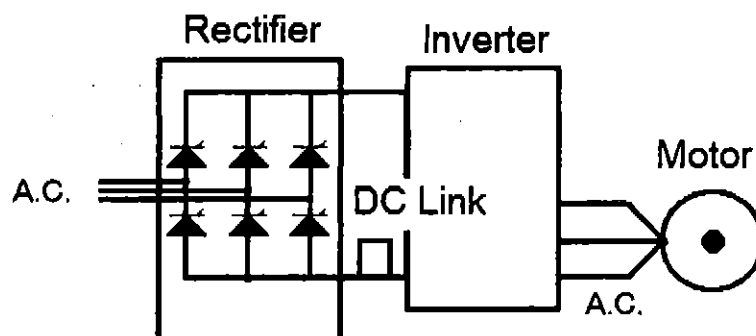 Rectifier
Inverter
Motor
A.C.
DC Link
A.C.